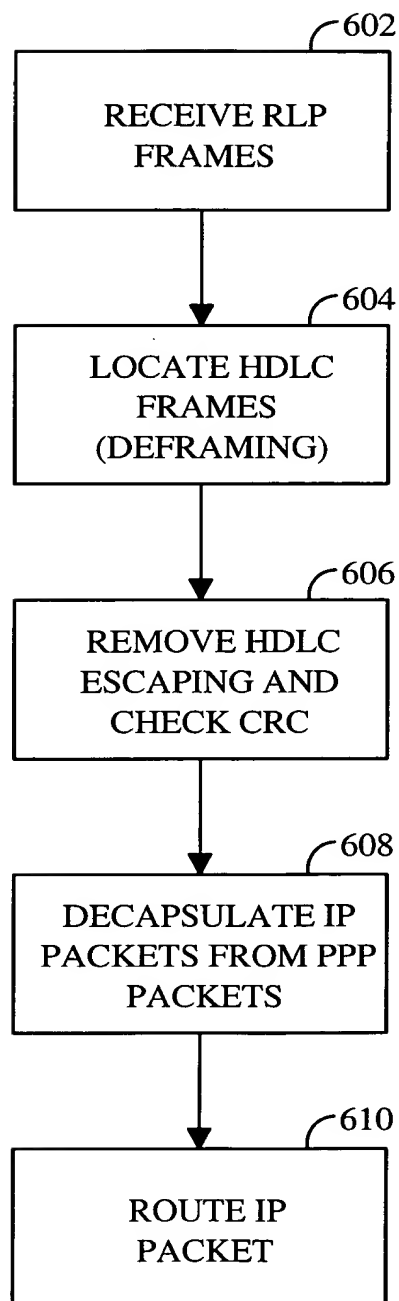 602
RECEIVE RLP
FRAMES
604
LOCATE HDLC
FRAMES
(DEFRAMING)
606
REMOVE HDLC
ESCAPING AND
CHECK CRC
608
DECAPSULATE IP
PACKETS FROM PPP
PACKETS
610
ROUTE IP
PACKET